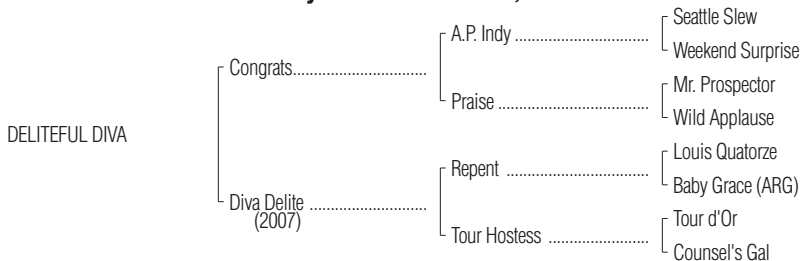 Seattle Slew
A.P. Indy ......................................
Weekend Surprise
Congrats.......................................
Mr. Prospector
Praise ...........................................
Wild Applause
DELITEFUL DIVA
Louis Quatorze
Repent .........................................
Baby Grace (ARG)
Diva Delite ..................................
(2007)
Tour d'Or
Tour Hostess .............................
Counsel's Gal